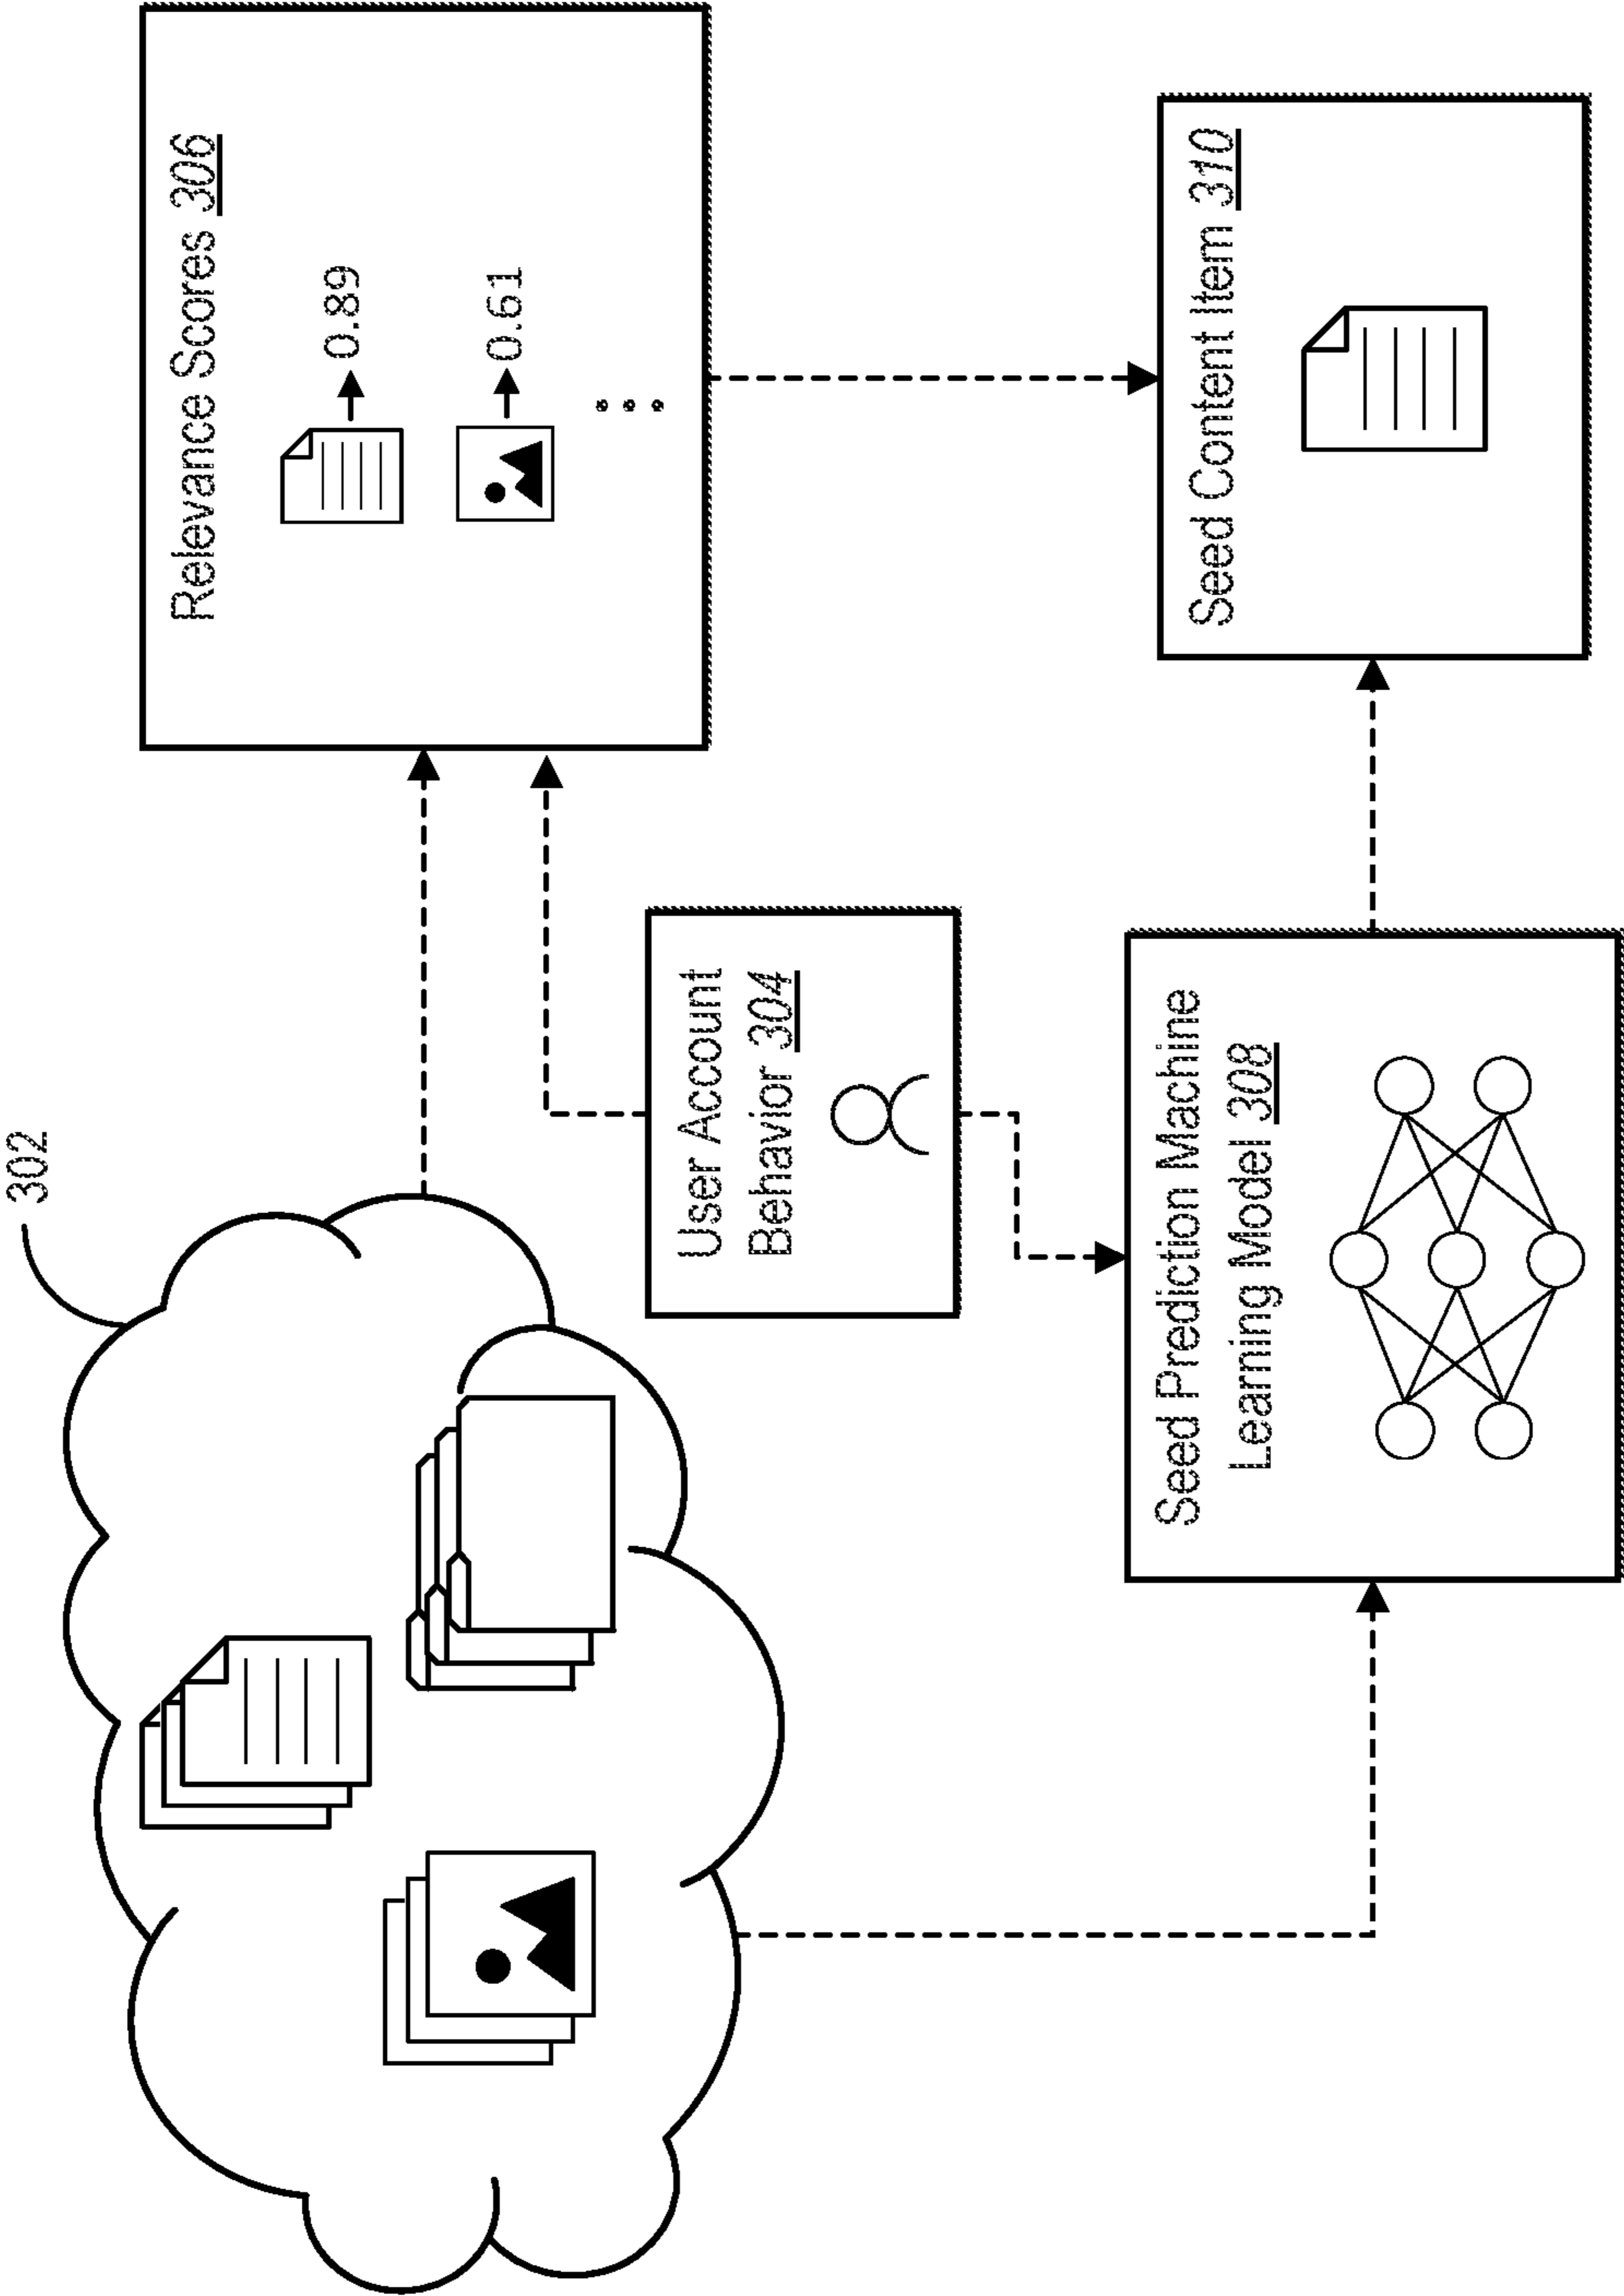 302
Relevance Scores 306
0.89
0.61
User Account
Behavior 304
Seed Prediction Machine
Learning Model 308
Seed Content Item 310